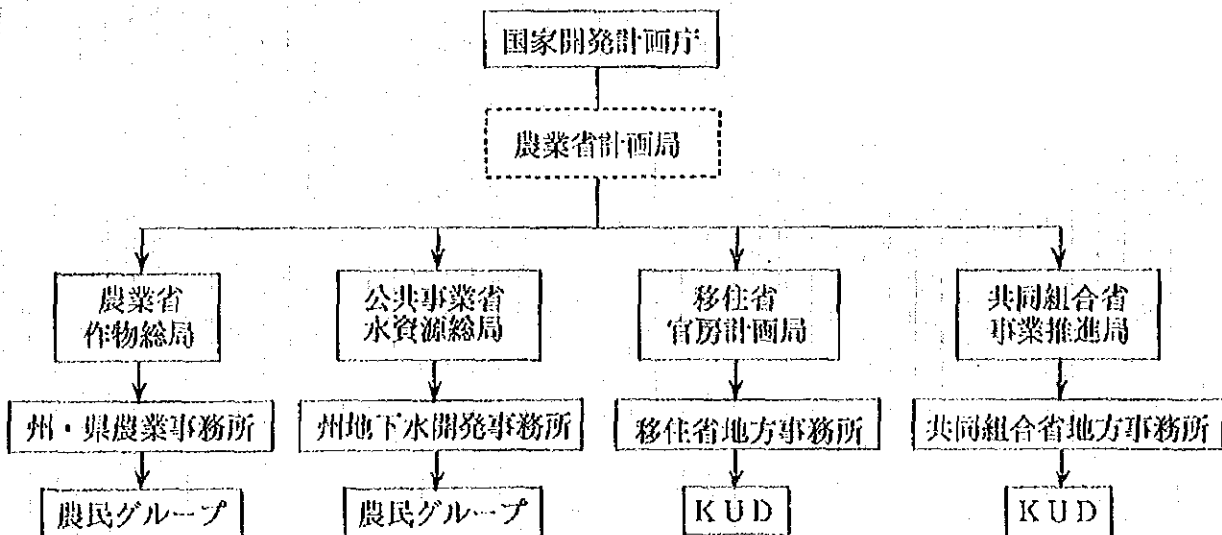 国家開発計画庁
農業省計画局
農業省
作物総局
公共事業省
水資源総局
移住省
官房計画局
共同組合省
事業推進局
州・県農業事務所
州地下水開発事務所
移住省地方事務所
共同組合省地方事務所
農民グループ
農民グループ
KUD
KUD